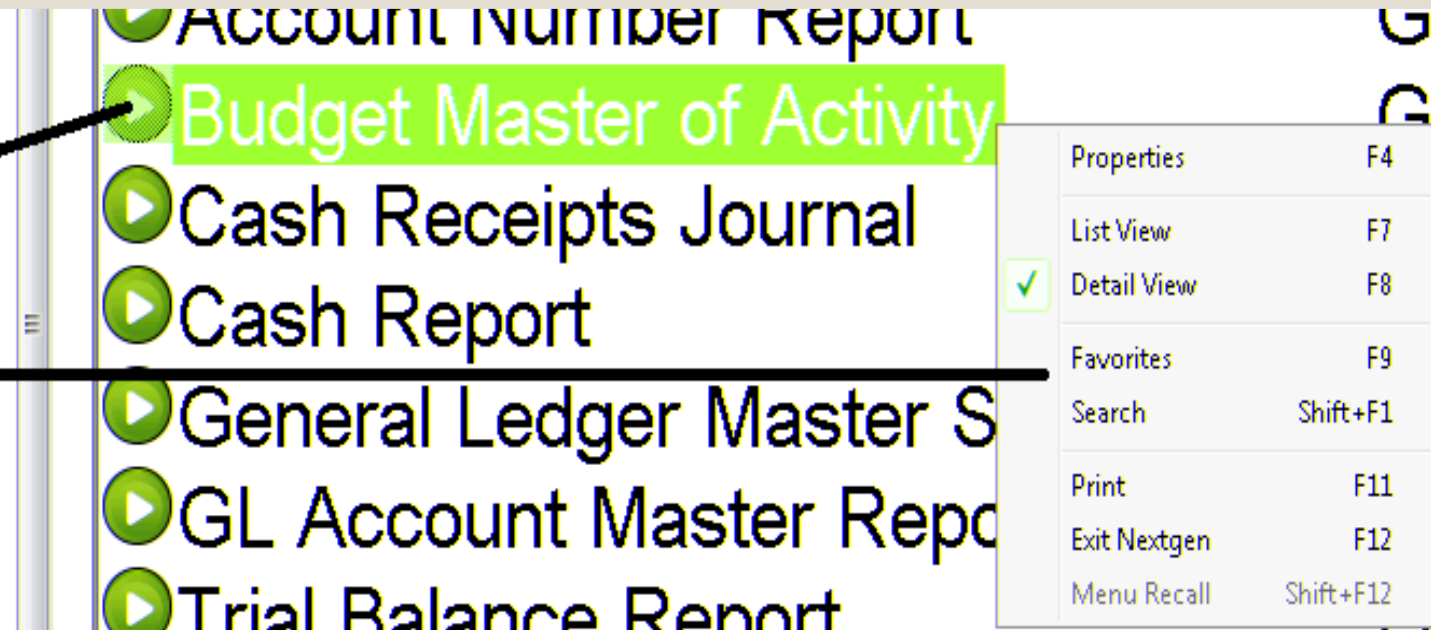 Account Number Report
Budget Master of Activity
Cash Receipts Journal
Cash Report
General Ledger Master S
GL Account Master Repo
Trial Balance Report
G
G
Properties F4
List View F7
Detail View F8
Favorites F9
Search Shift+F1
Print F11
Exit Nextgen F12
Menu Recall Shift+F12